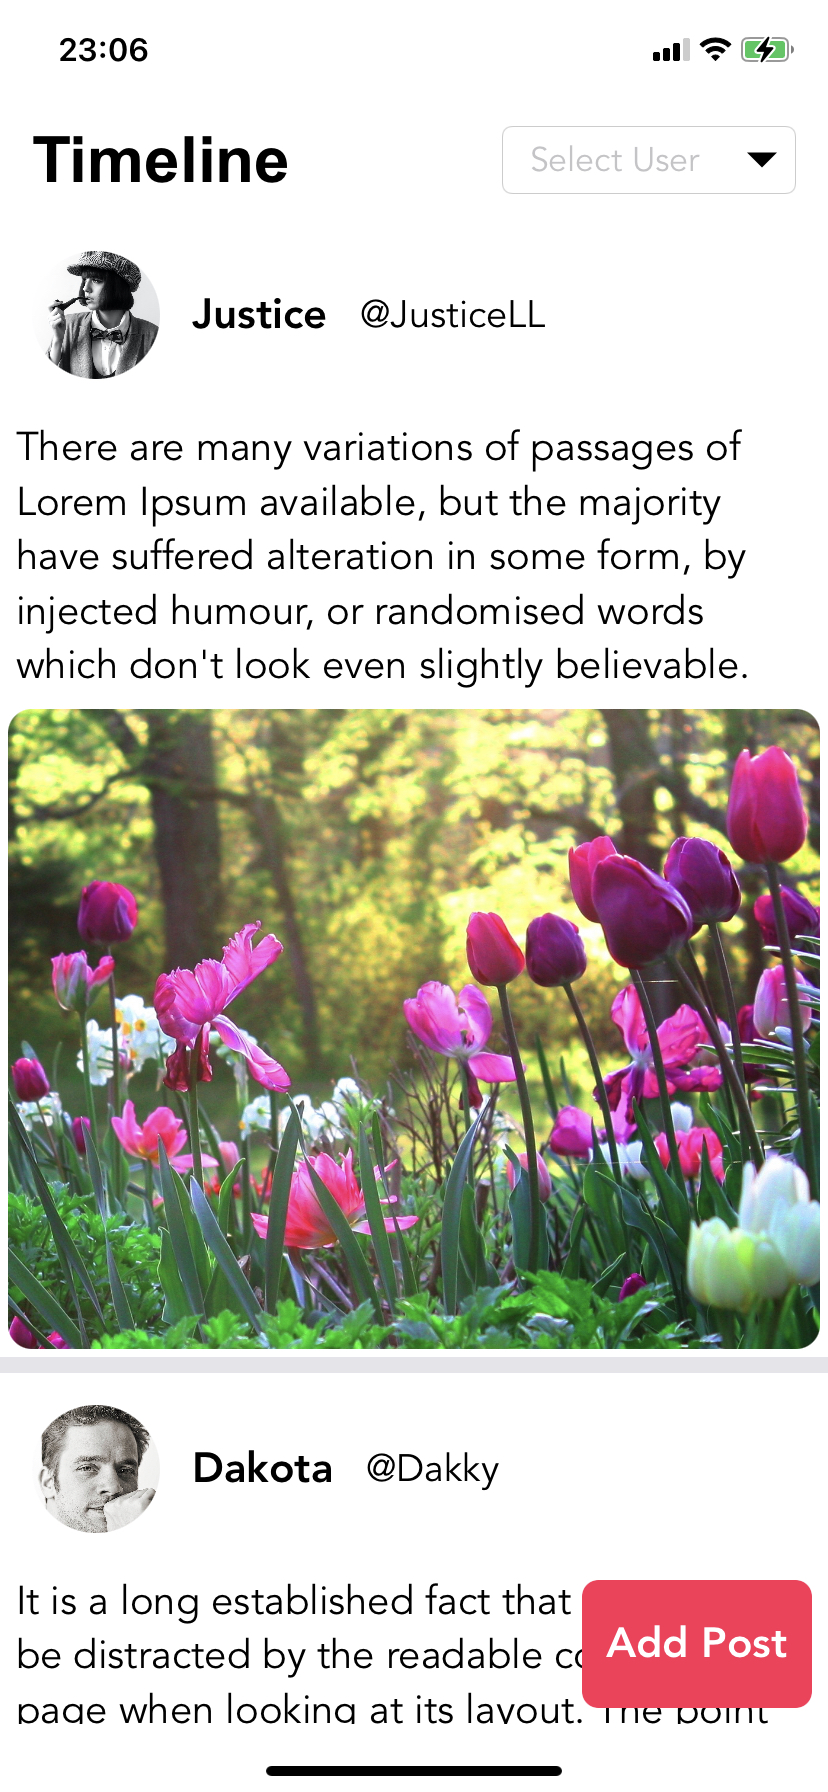 23:06
Timeline
Select User
Justice @JusticeLL
There are many variations of passages of
Lorem Ipsum available, but the majority
have suffered alteration in some form, by
injected humour, or randomised words
which don't look even slightly believable.
Dakota @Dakky
It is a long established fact that
be distracted by the readable
Add Post
page when looking at its layout. The point